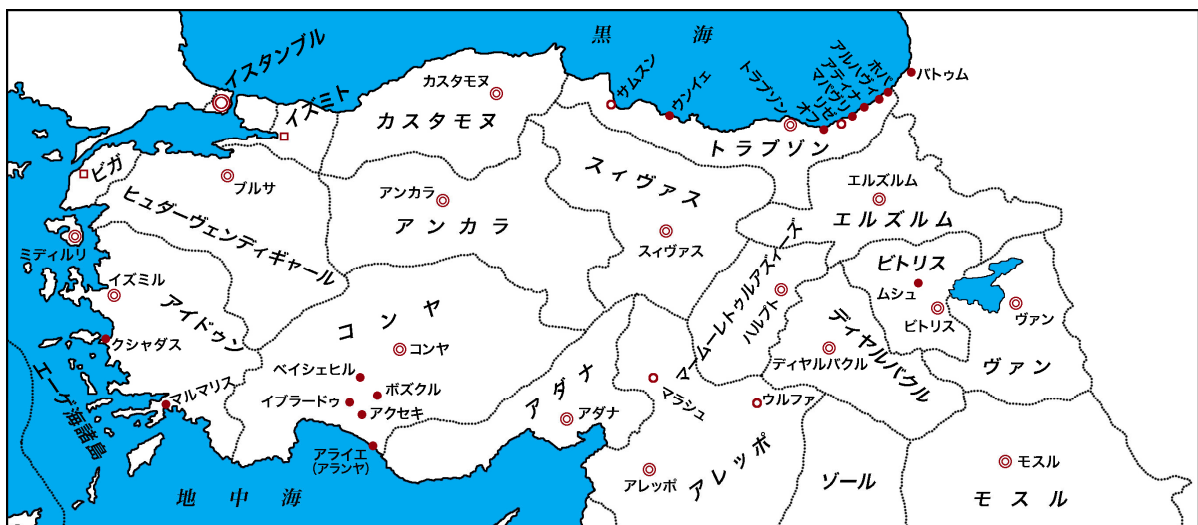 黒海
イスタンブル
イズミト
カスタモヌ
カスタモヌ
サムスン
ウンイェ
トラブゾン
オフ
リゼ
マパヴリ
アティナ
アルハヴィ
ホパ
バトゥム
トラブゾン
ビガ
ブルサ
ヒュダーヴェンディギャール
アンカラ
アンカラ
スィヴァス
スィヴァス
エルズルム
エルズルム
ミディルリ
イズミル
アイドゥン
クシャダス
マルマリス
エーゲ海諸島
コンヤ
コンヤ
ベイシェヒル
ボズクル
イブラードゥ
アクセキ
アライエ
(アランヤ)
アダナ
アダナ
マームーレトゥルアズィーズ
ハルプト
ビトリス
ムシュ
ビトリス
ヴァン
ヴァン
ディヤルバクル
ディヤルバクル
マラシュ
ウルファ
アレッポ
アレッポ
ゾール
モスル
モスル
地中海